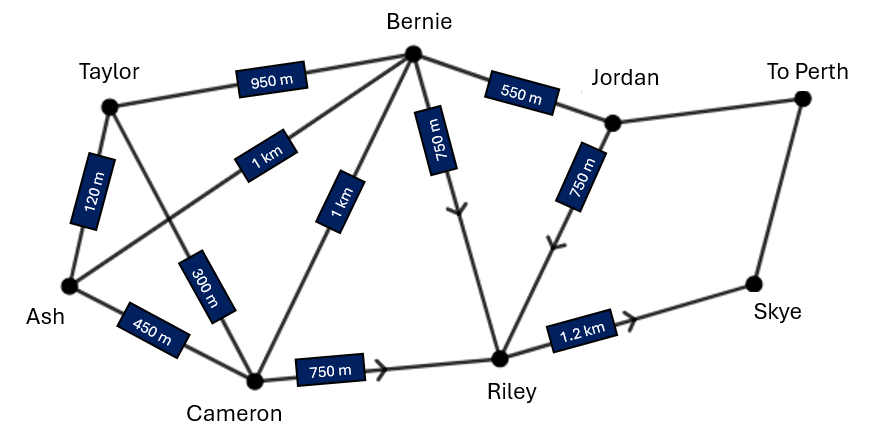 Bernie
Taylor
950 m
550 m
Jordan
To Perth
120 m
1 km
1 km
750 m
750 m
Ash
450 m
300 m
Cameron
750 m
Riley
1.2 km
Skye